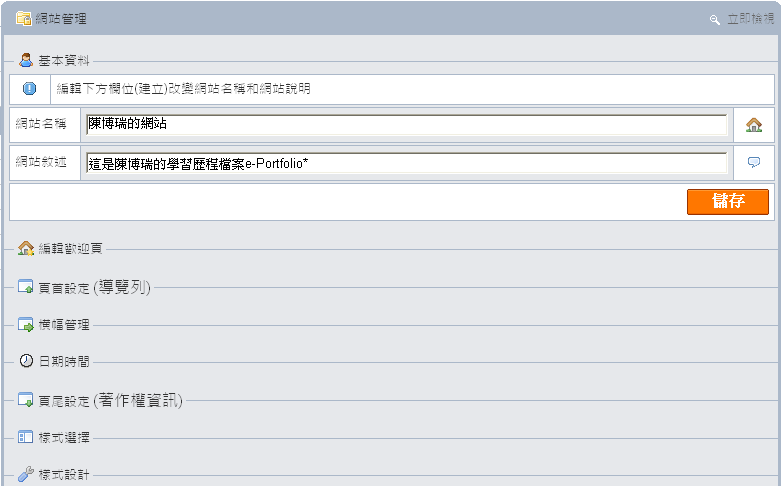 網站管理 立即檢視
基本資料
編輯下方欄位(建立)改變網站名稱和網站說明
網站名稱 陳博瑞的網站
網站敘述 這是陳博瑞的學習歷程檔案e-Portfolio*
儲存
編輯歡迎頁
頁首設定 (導覽列)
橫幅管理
日期時間
頁尾設定 (著作權資訊)
樣式選擇
樣式設計